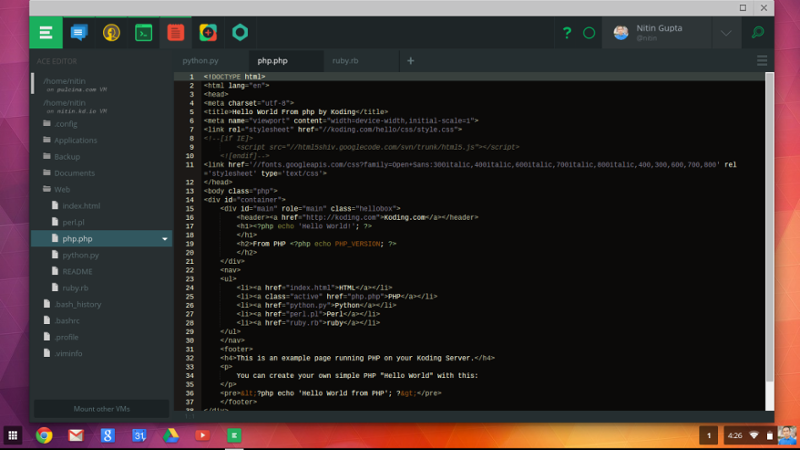 Nitin Gupta
@nitin
ACE EDITOR
python.py
php.php
ruby.rb
/home/nitin
on pulcina.com VM
/home/nitin
on nitin.kd.io VM
.config
Applications
Backup
Documents
Web
index.html
perl.pl
php.php
python.py
README
ruby.rb
.bash_history
.bashrc
.profile
.viminfo
Mount other VMs
1 <!DOCTYPE html>
2 <html lang="en">
3 <head>
4 <meta charset="utf-8">
5 <title>Hello World From php by Koding</title>
6 <meta name="viewport" content="width=device-width,initial-scale=1">
7 <link rel="stylesheet" href="//koding.com/hello/css/style.css">
8 <!--[if IE]>
9 <script src="//html5shiv.googlecode.com/svn/trunk/html5.js"></script>
10 <![endif]-->
11 <link href='//fonts.googleapis.com/css?family=Open+Sans:300italic,400italic,600italic,700italic,800italic,400,300,600,700,800' rel
='stylesheet' type='text/css'>
12 </head>
13 <body class="php">
14 <div id="container">
15 <div id="main" role="main" class="hellobox">
16 <header><a href="http://koding.com">Koding.com</a></header>
17 <h1><?php echo 'Hello World!'; ?>
18 </h1>
19 <h2>From PHP <?php echo PHP_VERSION; ?>
20 </h2>
21 </div>
22 <nav>
23 <ul>
24 <li><a href="index.html">HTML</a></li>
25 <li><a class="active" href="php.php">PHP</a></li>
26 <li><a href="python.py">Python</a></li>
27 <li><a href="perl.pl">Perl</a></li>
28 <li><a href="ruby.rb">ruby</a></li>
29 </ul>
30 </nav>
31 <footer>
32 <h4>This is an example page running PHP on your Koding Server.</h4>
33 <p>
34 You can create your own simple PHP "Hello World" with this:
35 </p>
36 <pre>&lt;?php echo 'Hello World from PHP'; ?&gt;</pre>
37 </footer>
38 </div>
31
1
4:26